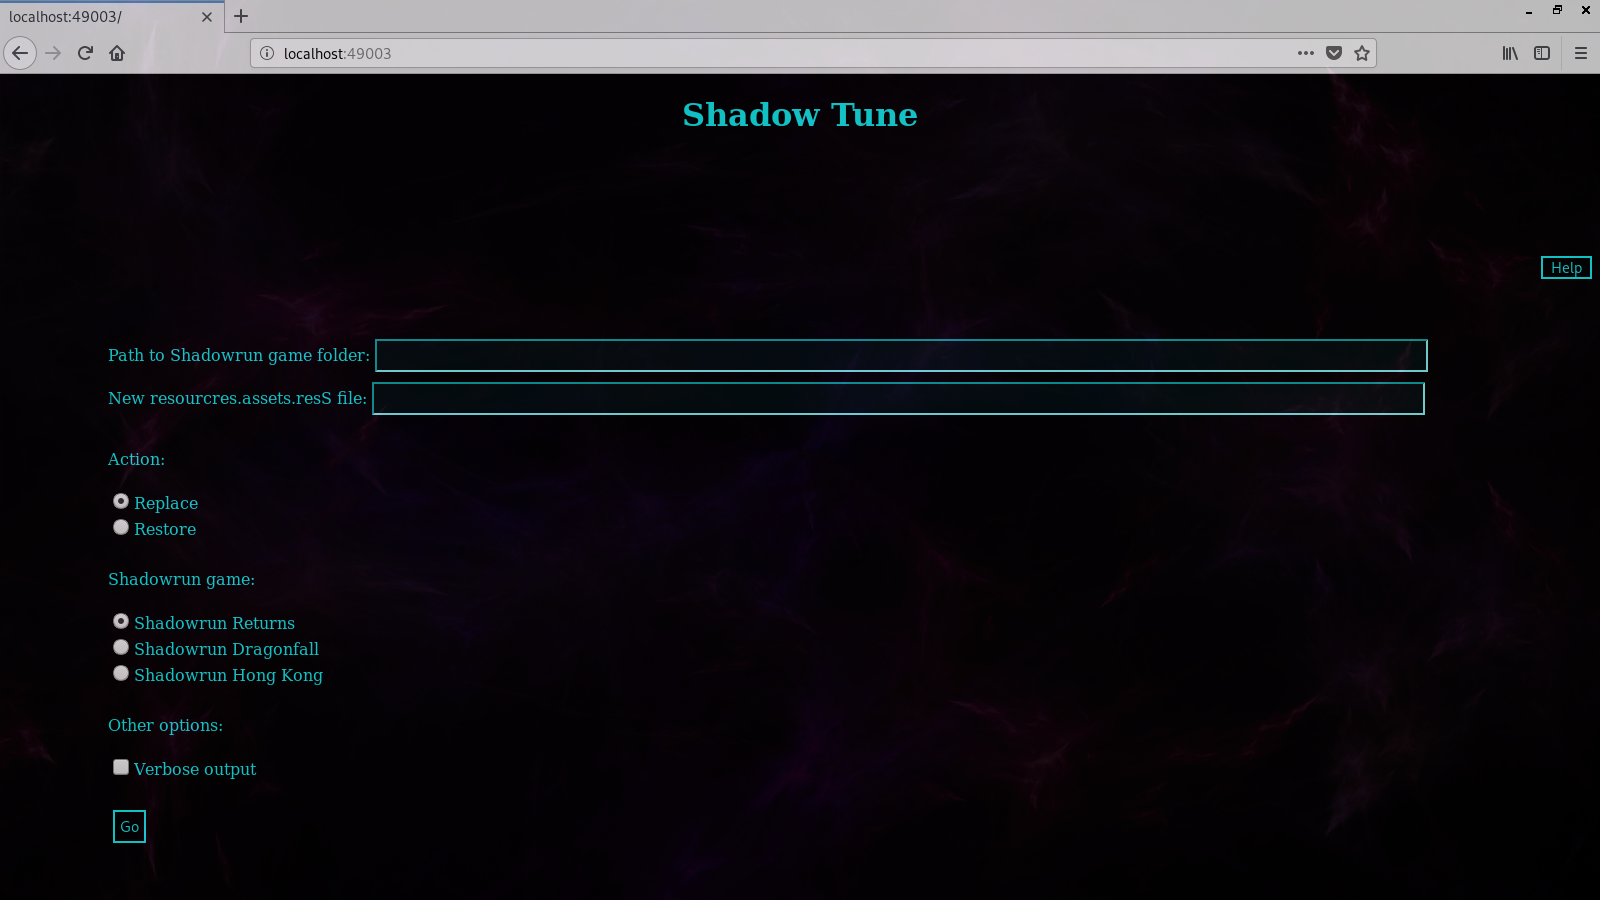 localhost:49003/
localhost:49003
Shadow Tune
Help
Path to Shadowrun game folder:
New resourcres.assets.resS file:
Action:
Replace
Restore
Shadowrun game:
Shadowrun Returns
Shadowrun Dragonfall
Shadowrun Hong Kong
Other options:
Verbose output
Go